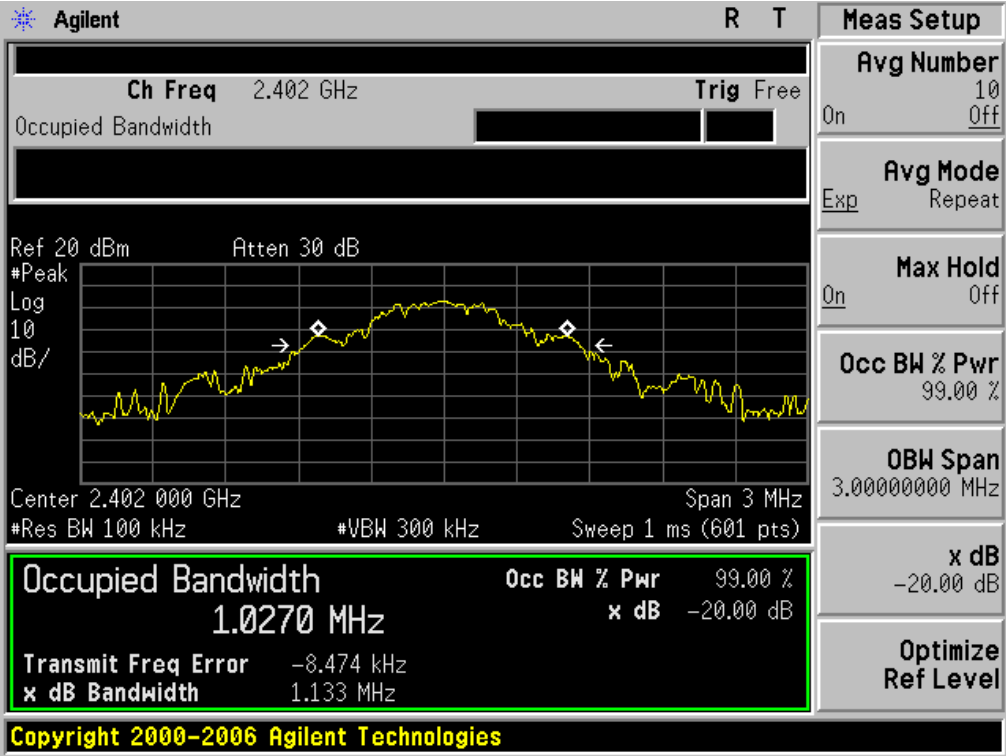 Agilent R T Meas Setup
Ch Freq 2.402 GHz Trig Free
Occupied Bandwidth
Ref 20 dBm Atten 30 dB
#Peak
Log
10
dB/
Center 2.402 000 GHz Span 3 MHz
#Res BW 100 kHz #VBW 300 kHz Sweep 1 ms (601 pts)
Occupied Bandwidth Occ BW % Pwr 99.00 %
1.0270 MHz x dB -20.00 dB
Transmit Freq Error -8.474 kHz
x dB Bandwidth 1.133 MHz
Avg Number
10
On Off
Avg Mode
Exp Repeat
Max Hold
On Off
Occ BW % Pwr
99.00 %
OBW Span
3.00000000 MHz
x dB
-20.00 dB
Optimize
Ref Level
Copyright 2000-2006 Agilent Technologies